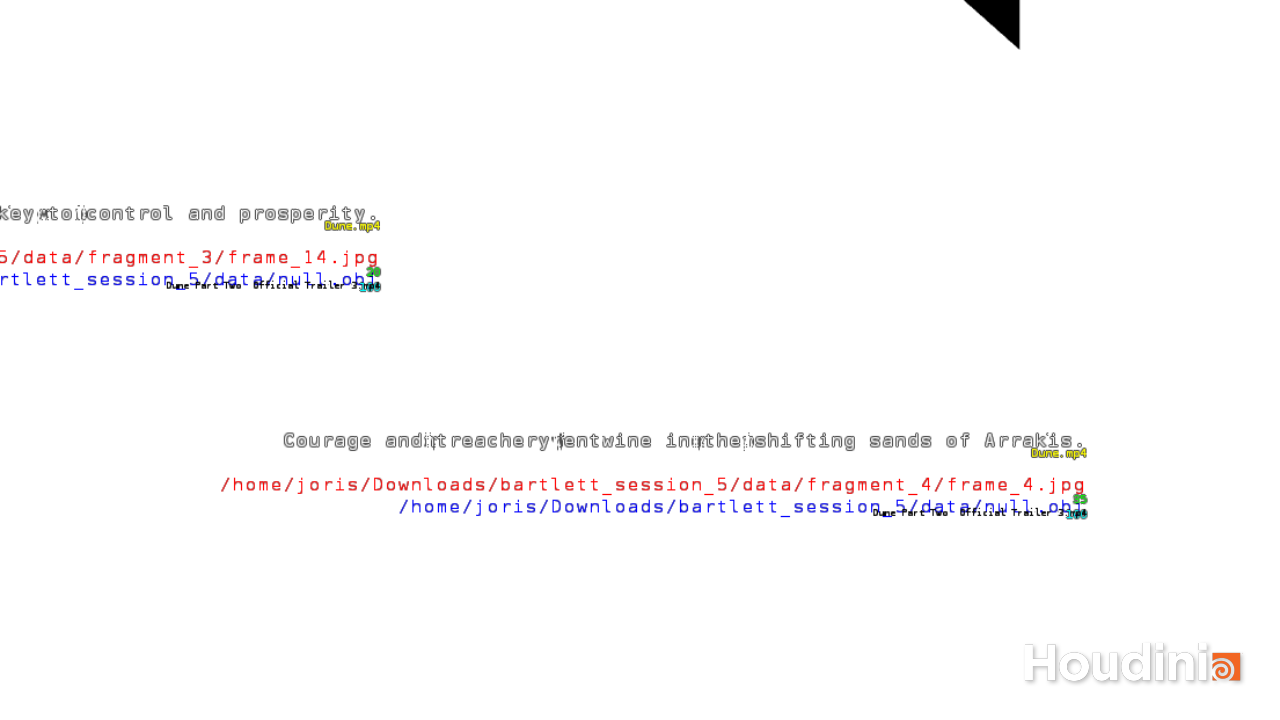 key to control and prosperity.
Dune.mp4
5/data/fragment_3/frame_14.jpg
20
rtlett_session_5/data/null.obj
Dune Part Two Official Trailer 3.mp4
Courage and treachery entwine in the shifting sands of Arrakis.
Dune.mp4
/home/joris/Downloads/bartlett_session_5/data/fragment_4/frame_4.jpg
/home/joris/Downloads/bartlett_session_5/data/null.obj
Dune Part Two Official Trailer 3.mp4
Houdini